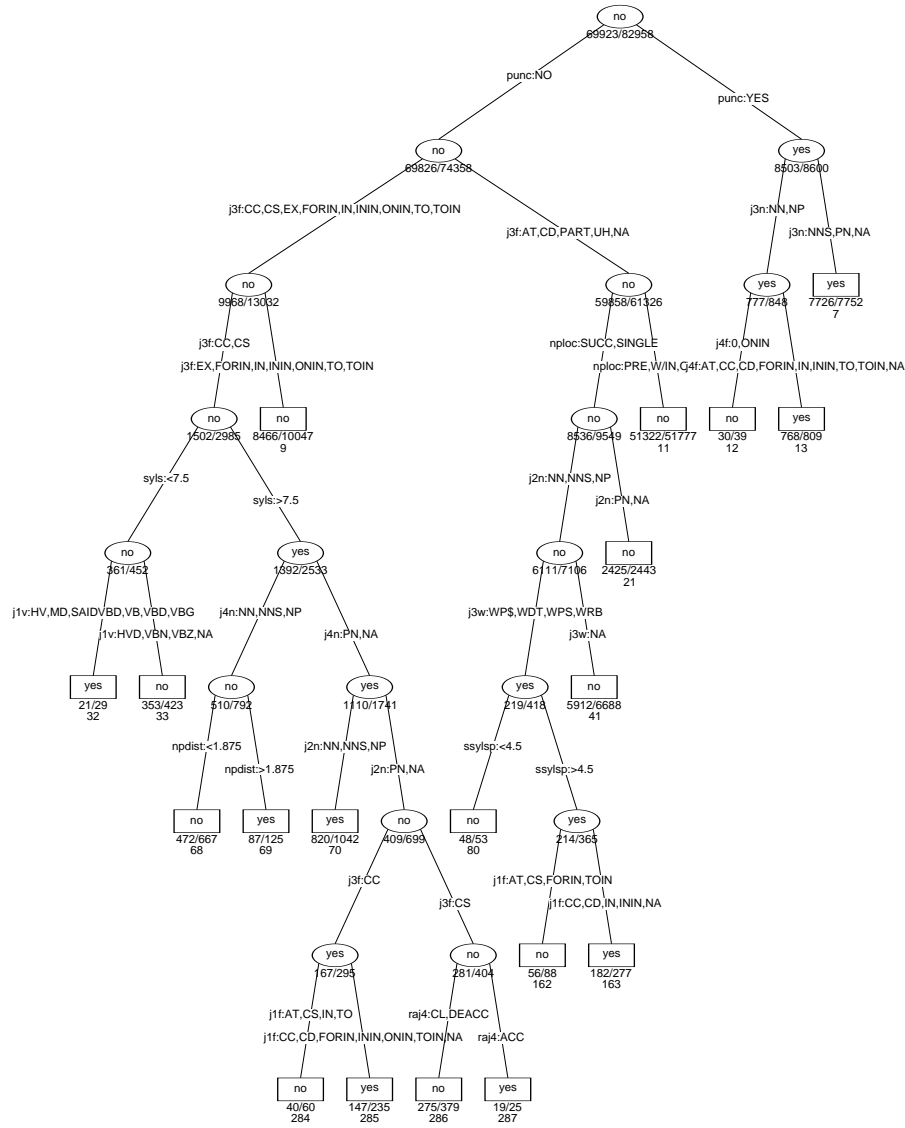 no
69923/82958
punc:NO
punc:YES
no
69826/74358
yes
8503/8600
j3f:CC,CS,EX,FORIN,IN,ININ,ONIN,TO,TOIN
j3f:AT,CD,PART,UH,NA
j3n:NN,NP
j3n:NNS,PN,NA
no
9968/13032
no
59858/61326
yes
777/848
yes
7726/7752
7
j3f:CC,CS
j3f:EX,FORIN,IN,ININ,ONIN,TO,TOIN
nploc:SUCC,SINGLE
nploc:PRE,W/IN,
j4f:0,ONIN
j4f:AT,CC,CD,FORIN,IN,ININ,TO,TOIN,NA
no
1502/2985
no
8466/10047
9
no
8536/9549
no
51322/51777
11
no
30/39
12
yes
768/809
13
syls:<7.5
syls:>7.5
j2n:NN,NNS,NP
j2n:PN,NA
no
361/452
yes
1392/2533
no
6111/7106
no
2425/2443
21
j1v:HV,MD,SAIDVBD,VB,VBD,VBG
j1v:HVD,VBN,VBZ,NA
j4n:NN,NNS,NP
j4n:PN,NA
j3w:WP$,WDT,WPS,WRB
j3w:NA
yes
21/29
32
no
353/423
33
no
510/792
yes
1110/1741
yes
219/418
no
5912/6688
41
npdist:<1.875
npdist:>1.875
j2n:NN,NNS,NP
j2n:PN,NA
ssylsp:<4.5
ssylsp:>4.5
no
472/667
68
yes
87/125
69
yes
820/1042
70
no
409/699
no
48/53
80
yes
214/365
j3f:CC
j3f:CS
j1f:AT,CS,FORIN,TOIN
j1f:CC,CD,IN,ININ,NA
yes
167/295
no
281/404
no
56/88
162
yes
182/277
163
j1f:AT,CS,IN,TO
j1f:CC,CD,FORIN,ININ,ONIN,TOIN,NA
raj4:CL,DEACC
raj4:ACC
no
40/60
284
yes
147/235
285
no
275/379
286
yes
19/25
287